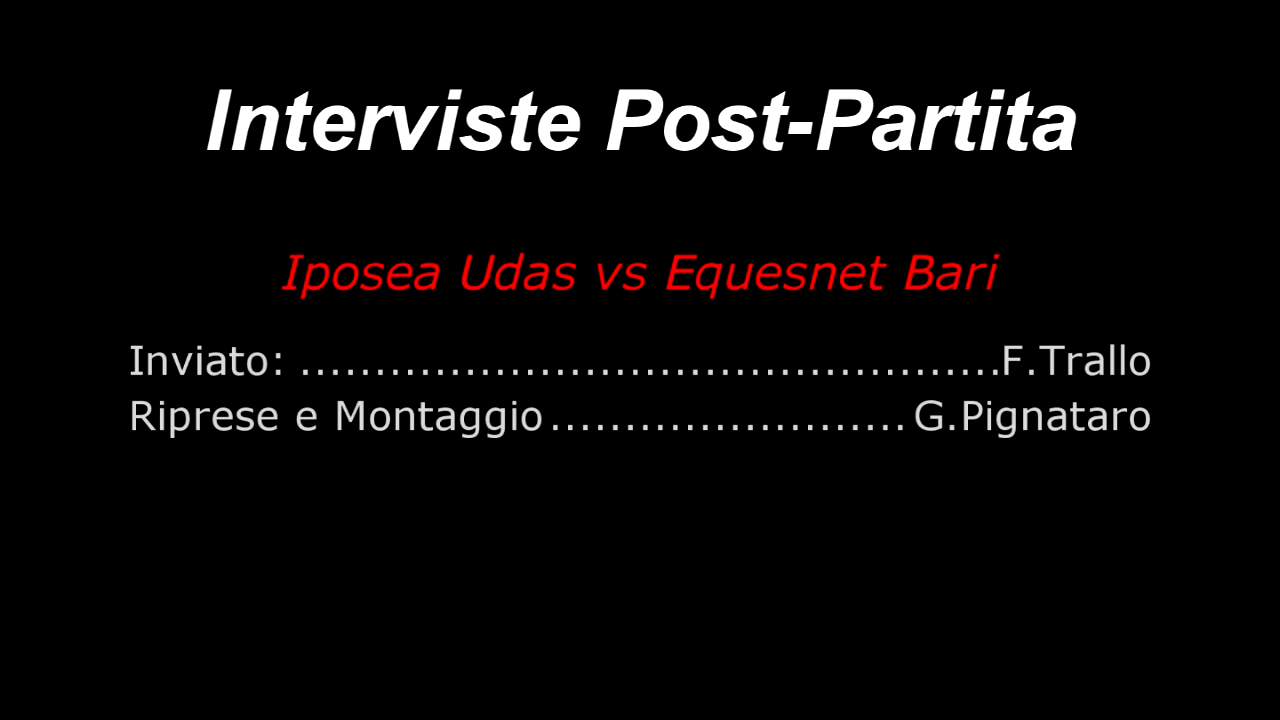 Interviste Post-Partita
Iposea Udas vs Equesnet Bari
Inviato: ...............................................F.Trallo
Riprese e Montaggio........................ G.Pignataro